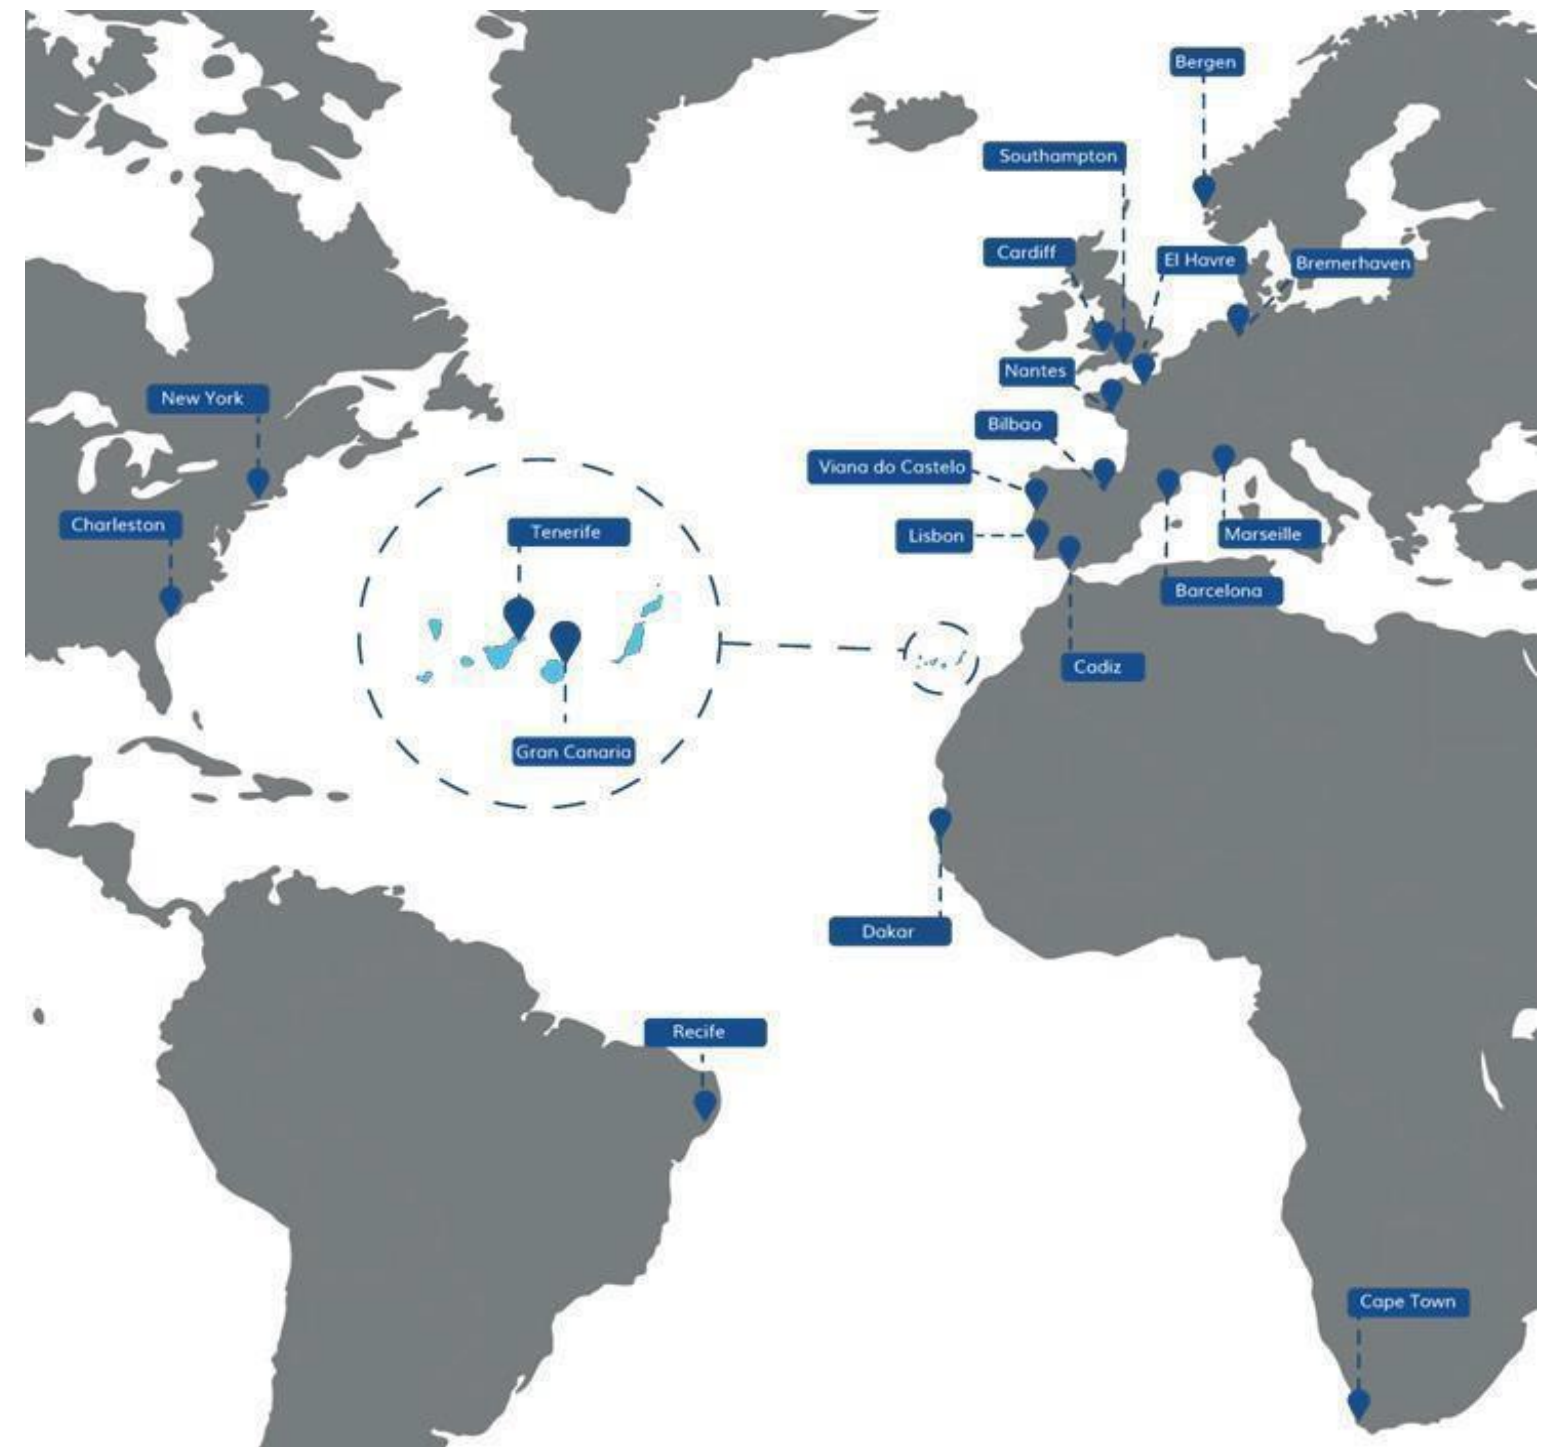 Bergen
Southampton
Cardiff
El Havre
Bremerhaven
Nantes
New York
Bilbao
Viana do Castelo
Charleston
Tenerife
Lisbon
Marseille
Barcelona
Cadiz
Gran Canaria
Dakar
Recife
Cape Town